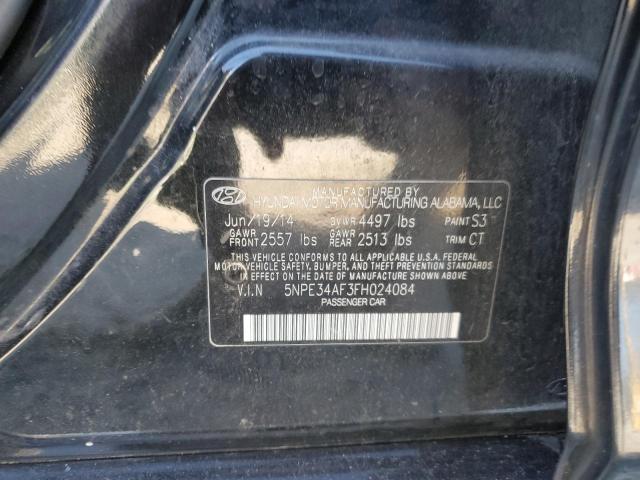 MANUFACTURED BY
HYUNDAI MOTOR MANUFACTURING ALABAMA, LLC
Jun/19/14 GVWR 4497 lbs PAINT S3
GAWR FRONT 2557 lbs GAWR REAR 2513 lbs TRIM CT
THIS VEHICLE CONFORMS TO ALL APPLICABLE U.S.A. FEDERAL
MOTOR VEHICLE SAFETY, BUMPER, AND THEFT PREVENTION STANDARDS
IN EFFECT ON THE DATE OF MANUFACTURE SHOWN ABOVE.
V.I.N 5NPE34AF3FH024084
PASSENGER CAR